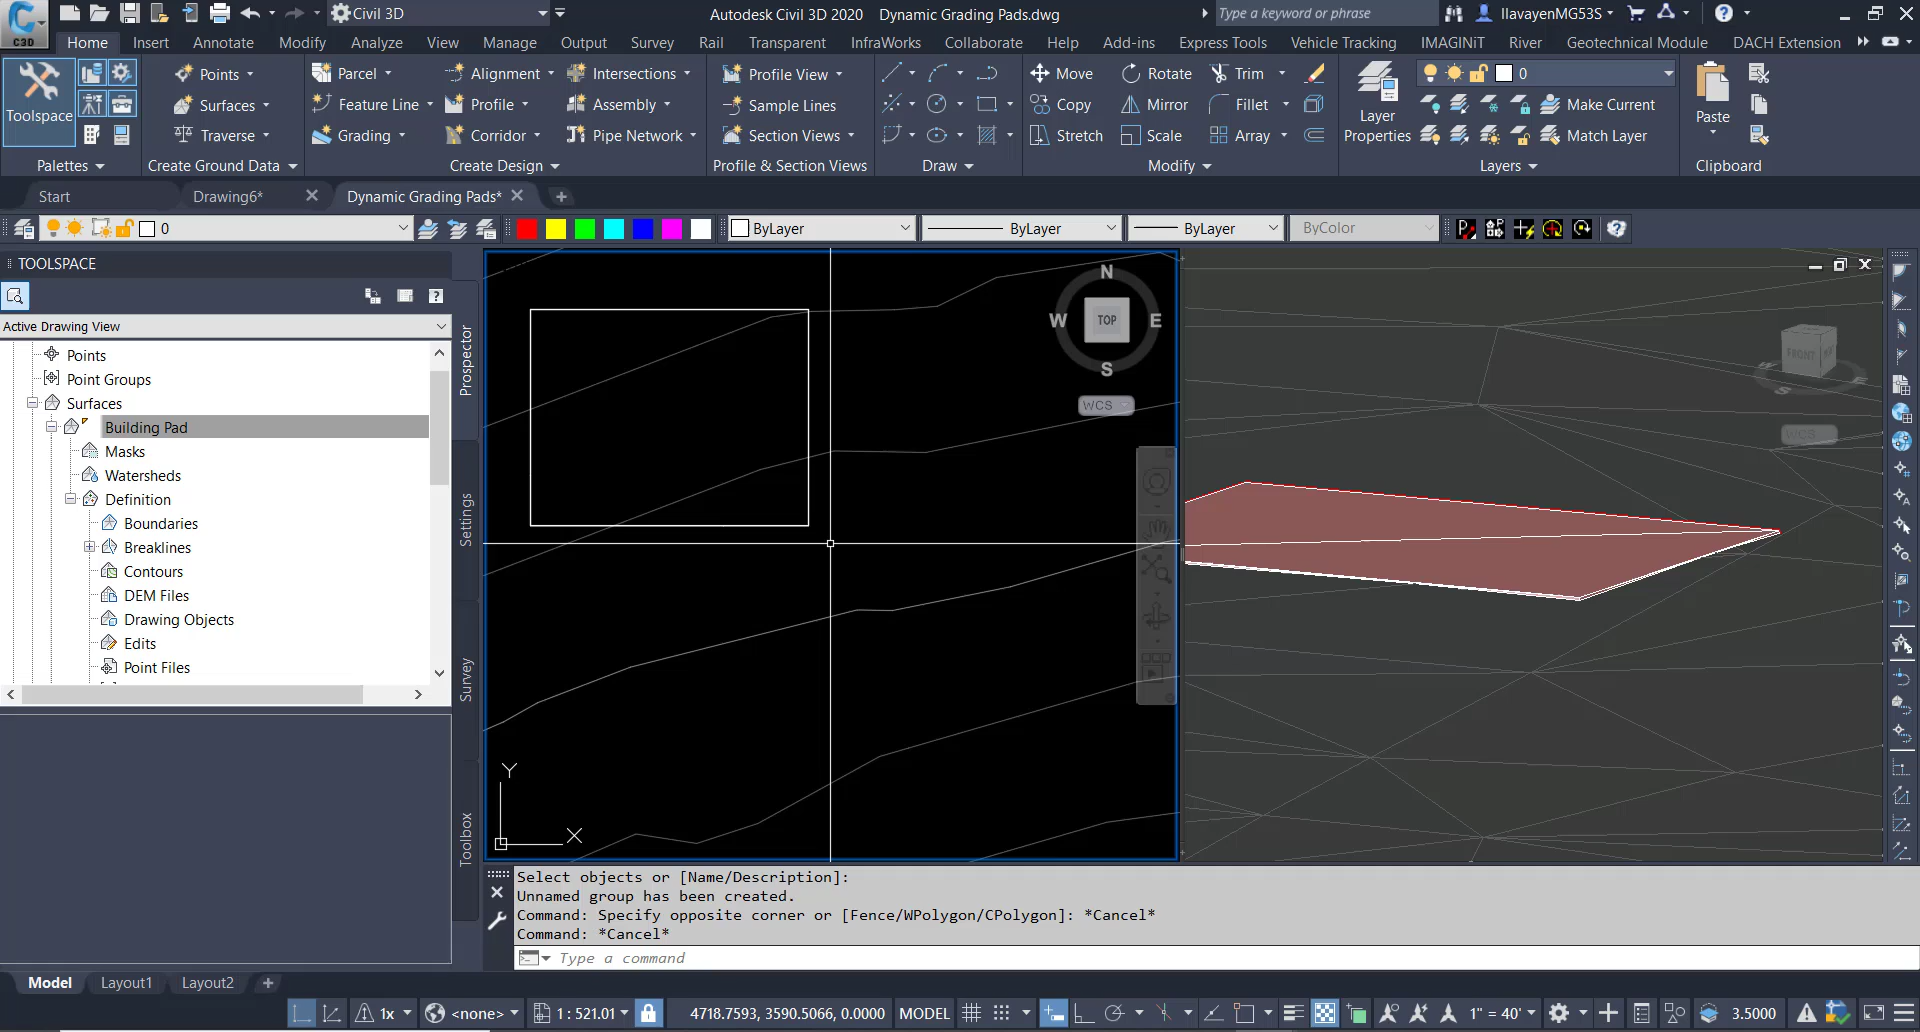 C3D
Civil 3D
Autodesk Civil 3D 2020 Dynamic Grading Pads.dwg
Type a keyword or phrase
llavayenMG53S
Home Insert Annotate Modify Analyze View Manage Output Survey Rail Transparent InfraWorks Collaborate Help Add-ins Express Tools Vehicle Tracking IMAGINiT River Geotechnical Module DACH Extension
Toolspace
Palettes
Points
Surfaces
Traverse
Create Ground Data
Parcel
Feature Line
Grading
Alignment
Profile
Corridor
Intersections
Assembly
Pipe Network
Create Design
Profile View
Sample Lines
Section Views
Profile & Section Views
Draw
Move
Copy
Stretch
Rotate
Mirror
Scale
Trim
Fillet
Array
Modify
Layer
Properties
0
Make Current
Match Layer
Layers
Paste
Clipboard
Start Drawing6* Dynamic Grading Pads*
0 ByLayer ByLayer ByLayer ByColor
TOOLSPACE
Active Drawing View
Points
Point Groups
Surfaces
Building Pad
Masks
Watersheds
Definition
Boundaries
Breaklines
Contours
DEM Files
Drawing Objects
Edits
Point Files
Prospector
Settings
Survey
Toolbox
N
W TOP E
S
WCS
Y
X
FRONT
S
E
WCS
Select objects or [Name/Description]:
Unnamed group has been created.
Command: Specify opposite corner or [Fence/WPolygon/CPolygon]: *Cancel*
Command: *Cancel*
Type a command
Model Layout1 Layout2
1x <none> 1 : 521.01 4718.7593, 3590.5066, 0.0000 MODEL 1" = 40' 3.5000